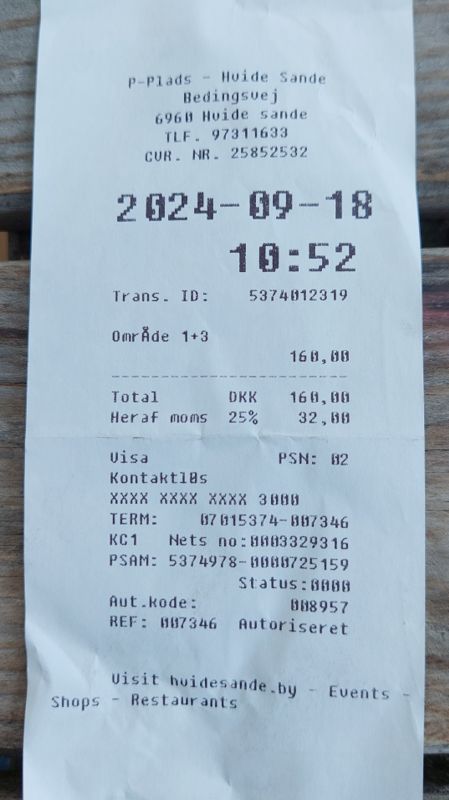 P-Plads - Hvide Sande
Bedingsvej
6960 Hvide sande
TLF. 97311633
CVR. NR. 25852532
2024-09-18
10:52
Trans. ID: 5374012319
OmrÅde 1+3
160,00
--------------------------
Total DKK 160,00
Heraf moms 25% 32,00
Visa PSN: 02
Kontaktløs
XXXX XXXX XXXX 3000
TERM: 07015374-007346
KC1 Nets no:0003329316
PSAM: 5374978-0000725159
Status:0000
Aut.kode: 008957
REF: 007346 Autoriseret
Visit hvidesande.by - Events -
Shops - Restaurants